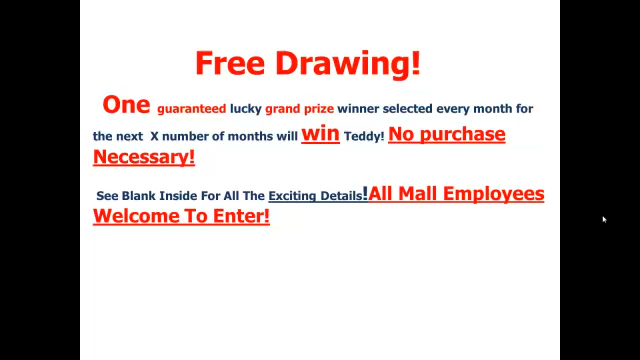 Free Drawing!
One guaranteed lucky grand prize winner selected every month for
the next X number of months will win Teddy! No purchase
Necessary!
See Blank Inside For All The Exciting Details!All Mall Employees
Welcome To Enter!